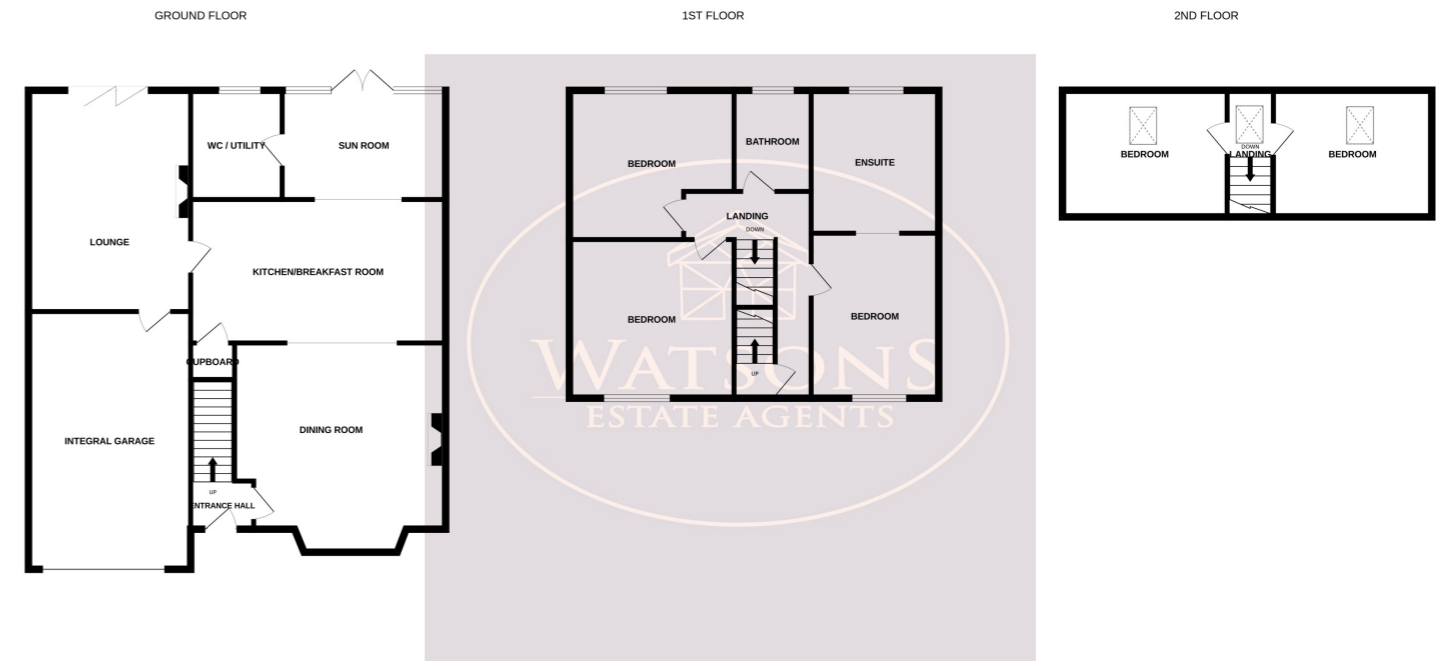 GROUND FLOOR
WC / UTILITY
SUN ROOM
LOUNGE
KITCHEN/BREAKFAST ROOM
CUPBOARD
DINING ROOM
INTEGRAL GARAGE
UP
ENTRANCE HALL
1ST FLOOR
BEDROOM
BATHROOM
ENSUITE
LANDING
DOWN
BEDROOM
BEDROOM
UP
WATSONS
ESTATE AGENTS
2ND FLOOR
BEDROOM
DOWN
LANDING
BEDROOM